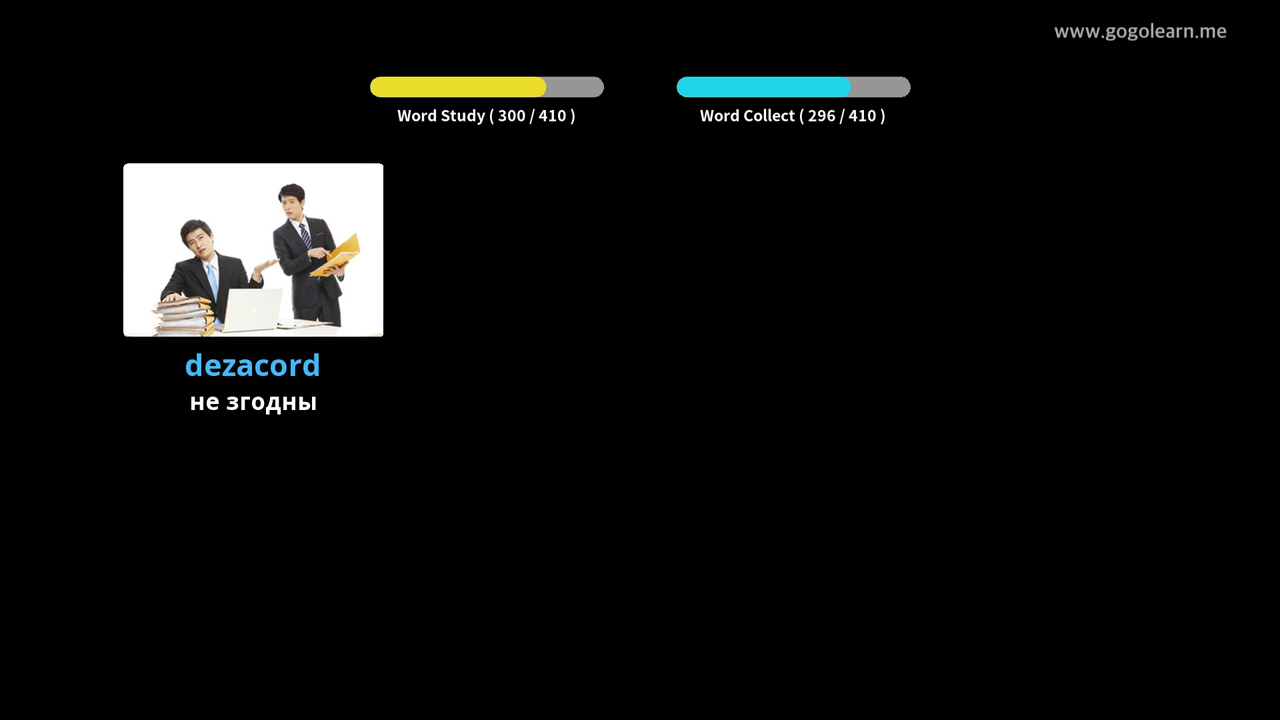 www.gogolearn.me
Word Study ( 300 / 410 )
Word Collect ( 296 / 410 )
dezacord
не згодны